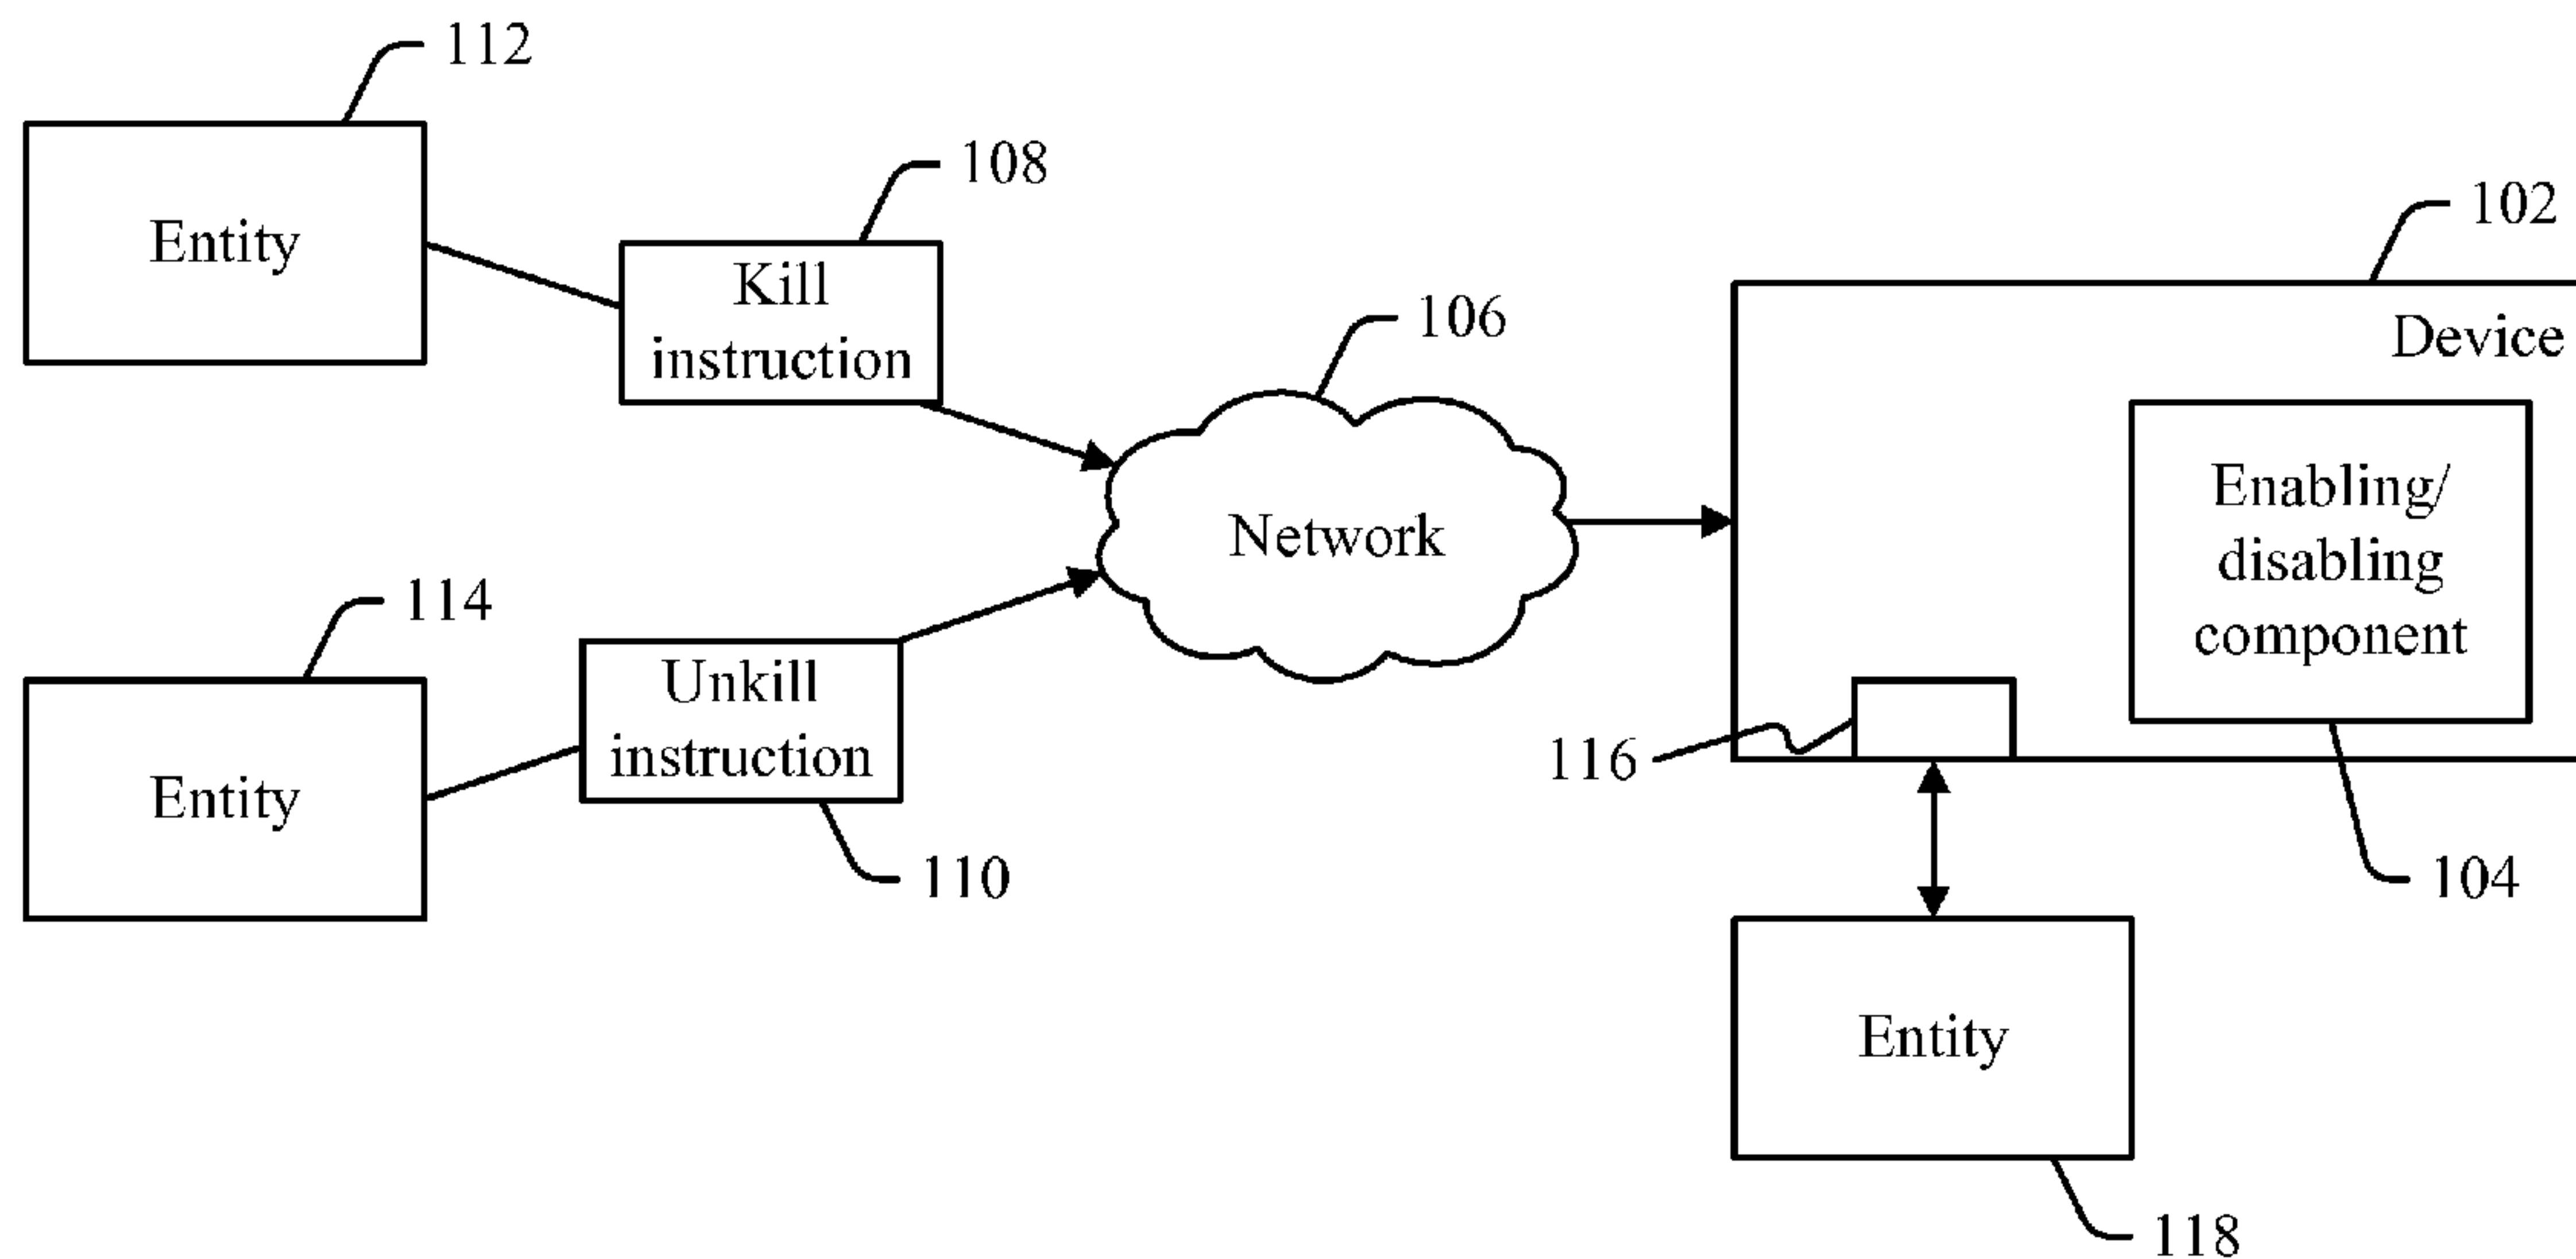 112
108
Entity
Kill
instruction
102
106
Device
Enabling/
disabling
component
Network
114
Unkill
instruction
Entity
116
110
104
Entity
118